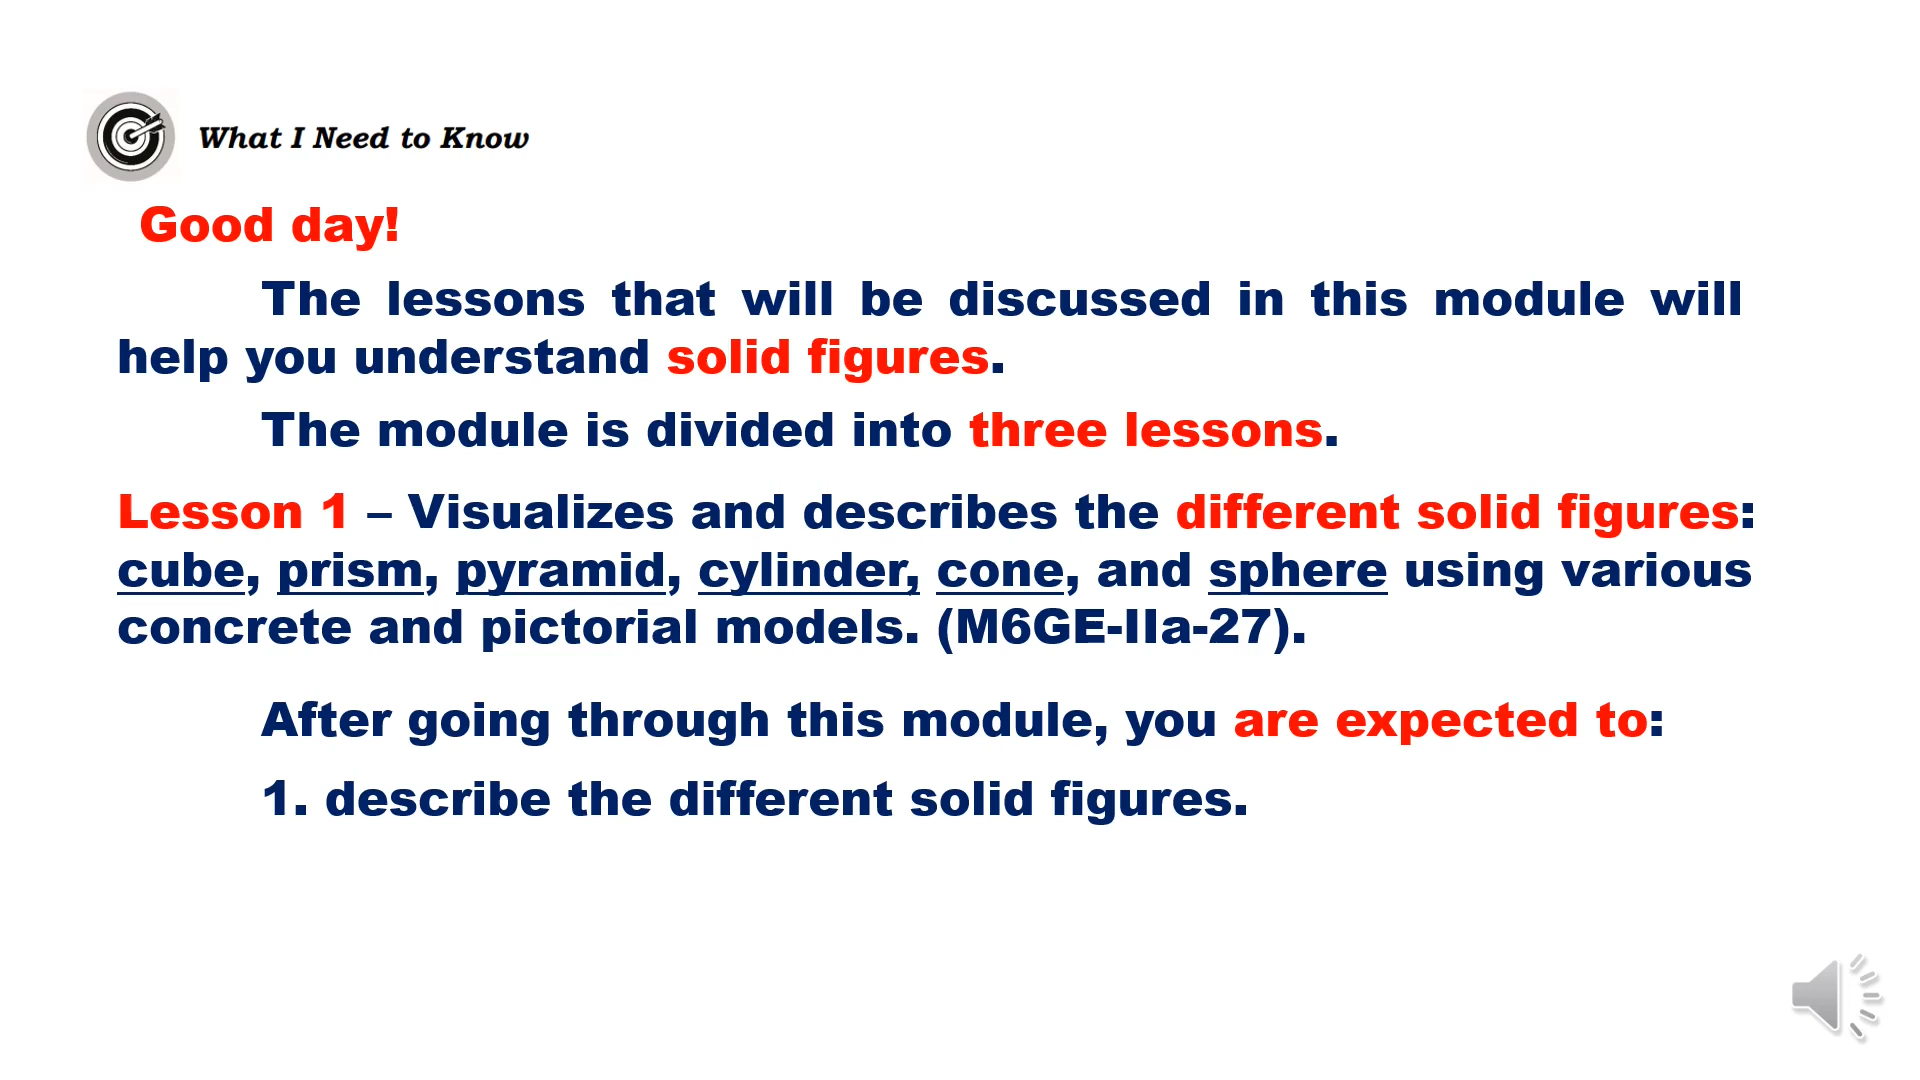 What I Need to Know
Good day!
The lessons that will be discussed in this module will
help you understand solid figures.
The module is divided into three lessons.
Lesson 1 – Visualizes and describes the different solid figures:
cube, prism, pyramid, cylinder, cone, and sphere using various
concrete and pictorial models. (M6GE-IIa-27).
After going through this module, you are expected to:
1. describe the different solid figures.